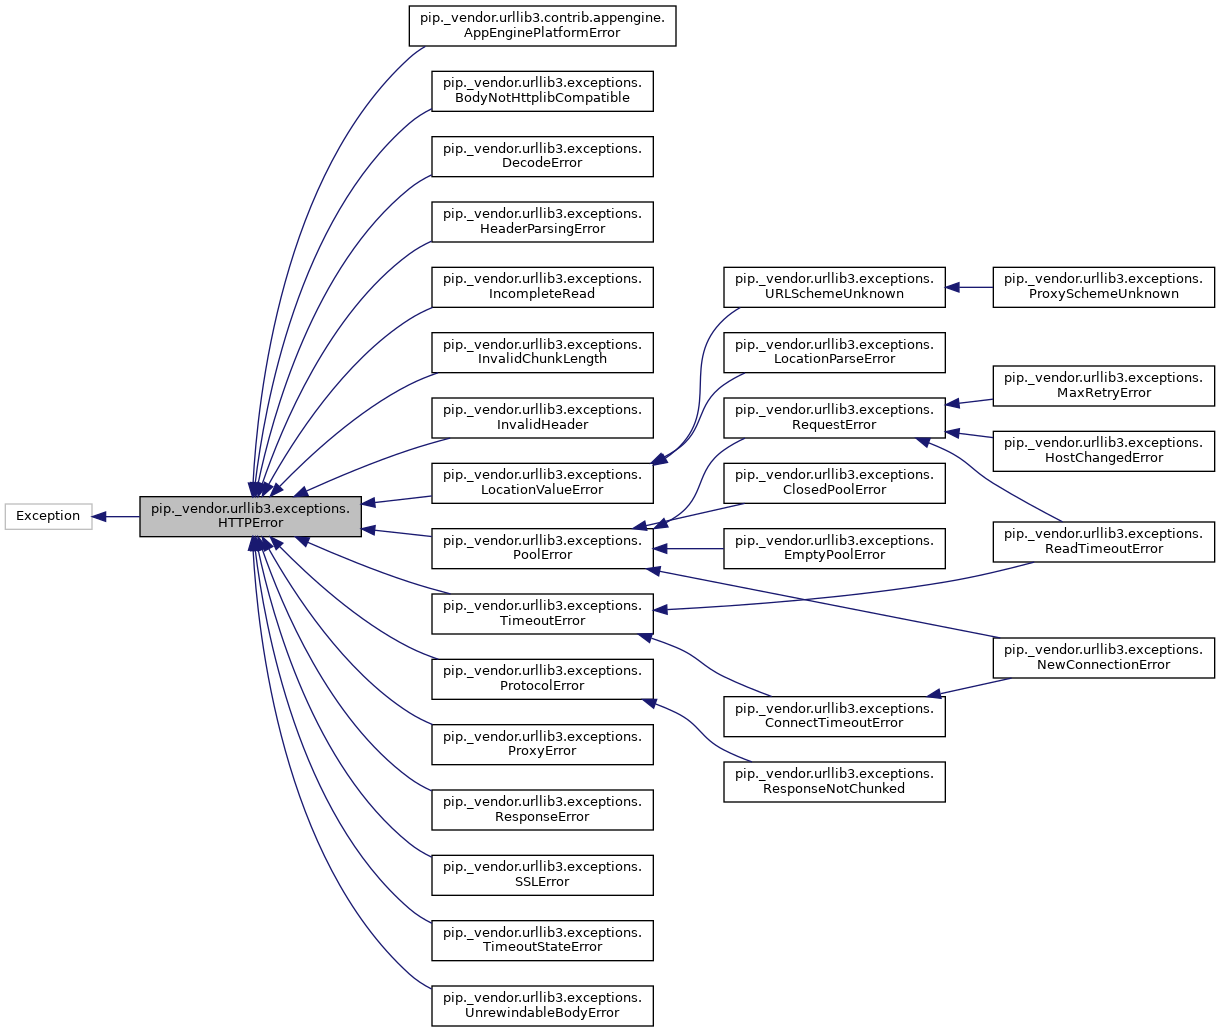 Exception
pip._vendor.urllib3.exceptions.
HTTPError
pip._vendor.urllib3.contrib.appengine.
AppEnginePlatformError
pip._vendor.urllib3.exceptions.
BodyNotHttplibCompatible
pip._vendor.urllib3.exceptions.
DecodeError
pip._vendor.urllib3.exceptions.
HeaderParsingError
pip._vendor.urllib3.exceptions.
IncompleteRead
pip._vendor.urllib3.exceptions.
InvalidChunkLength
pip._vendor.urllib3.exceptions.
InvalidHeader
pip._vendor.urllib3.exceptions.
LocationValueError
pip._vendor.urllib3.exceptions.
PoolError
pip._vendor.urllib3.exceptions.
TimeoutError
pip._vendor.urllib3.exceptions.
ProtocolError
pip._vendor.urllib3.exceptions.
ProxyError
pip._vendor.urllib3.exceptions.
ResponseError
pip._vendor.urllib3.exceptions.
SSLError
pip._vendor.urllib3.exceptions.
TimeoutStateError
pip._vendor.urllib3.exceptions.
UnrewindableBodyError
pip._vendor.urllib3.exceptions.
URLSchemeUnknown
pip._vendor.urllib3.exceptions.
LocationParseError
pip._vendor.urllib3.exceptions.
RequestError
pip._vendor.urllib3.exceptions.
ClosedPoolError
pip._vendor.urllib3.exceptions.
EmptyPoolError
pip._vendor.urllib3.exceptions.
ConnectTimeoutError
pip._vendor.urllib3.exceptions.
ResponseNotChunked
pip._vendor.urllib3.exceptions.
ProxySchemeUnknown
pip._vendor.urllib3.exceptions.
MaxRetryError
pip._vendor.urllib3.exceptions.
HostChangedError
pip._vendor.urllib3.exceptions.
ReadTimeoutError
pip._vendor.urllib3.exceptions.
NewConnectionError